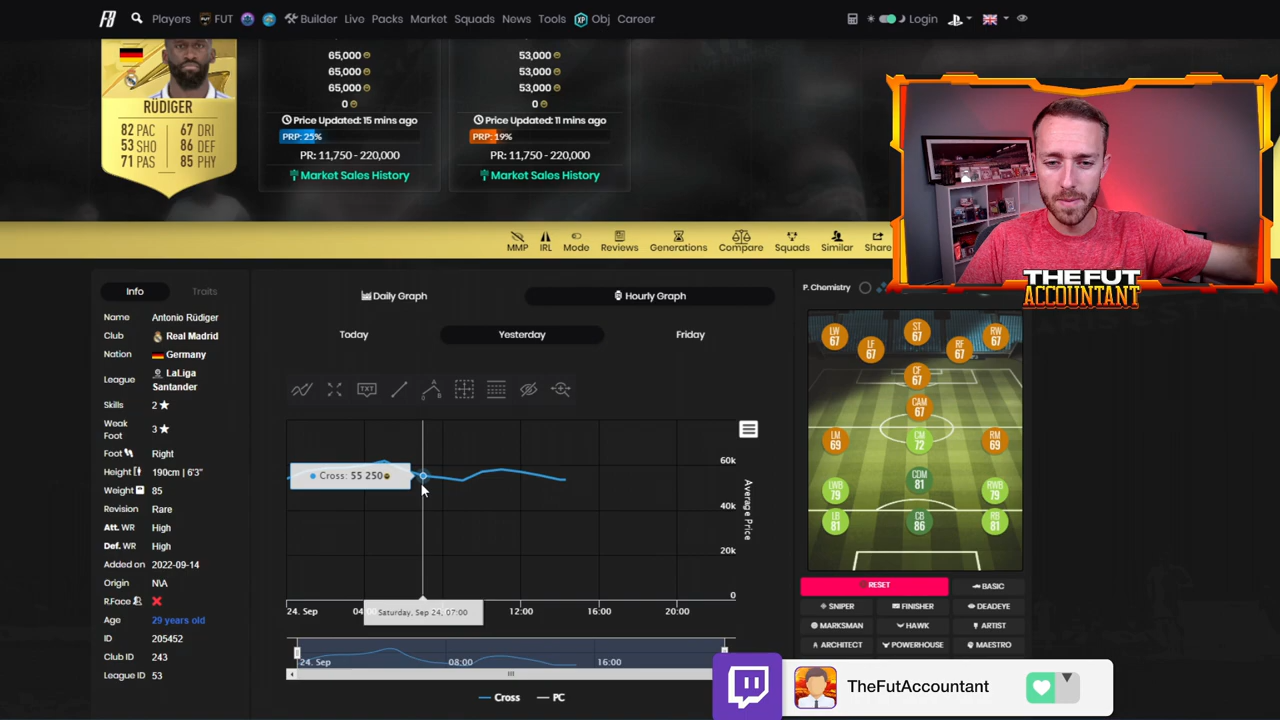 FB Players FUT Builder Live Packs Market Squads News Tools XP Obj Career Login
RÜDIGER
82 PAC 67 DRI
53 SHO 86 DEF
71 PAS 85 PHY
65,000
65,000
65,000
0
Price Updated: 15 mins ago
PRP: 25%
PR: 11,750 - 220,000
Market Sales History
53,000
53,000
53,000
0
Price Updated: 11 mins ago
PRP: 19%
PR: 11,750 - 220,000
Market Sales History
THE FUT
ACCOUNTANT
MMP IRL Mode Reviews Generations Compare Squads Similar Share
Info Traits
Name Antonio Rüdiger
Club Real Madrid
Nation Germany
League LaLiga Santander
Skills 2
Weak Foot 3
Foot Right
Height 190cm | 6'3"
Weight 85
Revision Rare
Att. WR High
Def. WR High
Added on 2022-09-14
Origin N\A
R.Face
Age 29 years old
ID 205452
Club ID 243
League ID 53
Daily Graph Hourly Graph
Today Yesterday Friday
TXT
Cross: 55 250
60k
40k
20k
0
Average Price
24. Sep 04 12:00 16:00 20:00
Saturday, Sep 24, 07:00
24. Sep 08:00 16:00
Cross PC
P. Chemistry
LW 67
ST 67
RW 67
LF 67
RF 67
CF 67
CAM 67
LM 69
CM 72
RM 69
CDM 81
LWB 79
RWB 79
LB 81
CB 86
RB 81
RESET BASIC
SNIPER FINISHER DEADEYE
MARKSMAN HAWK ARTIST
ARCHITECT POWERHOUSE MAESTRO
TheFutAccountant